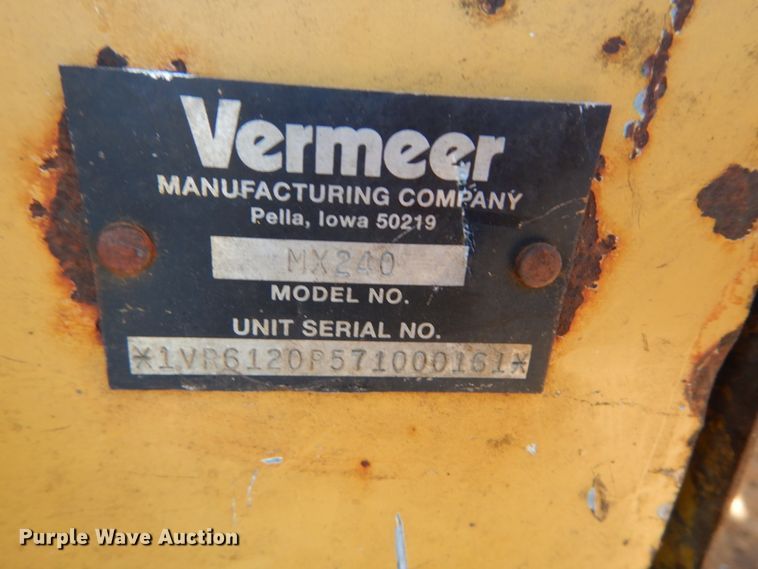 Vermeer
MANUFACTURING COMPANY
Pella, Iowa 50219
MX240
MODEL NO.
UNIT SERIAL NO.
*1VR6120P571000161*
Purple Wave Auction